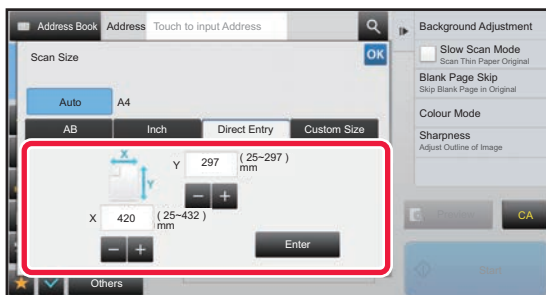 Address Book Address Touch to input Address
Scan Size
OK
Auto A4
AB Inch Direct Entry Custom Size
X
Y
Y 297 ( 25~297 )
mm
X 420 ( 25~432 )
mm
Enter
Others
Background Adjustment
Slow Scan Mode
Scan Thin Paper Original
Blank Page Skip
Skip Blank Page in Original
Colour Mode
Sharpness
Adjust Outline of Image
Preview CA
Start